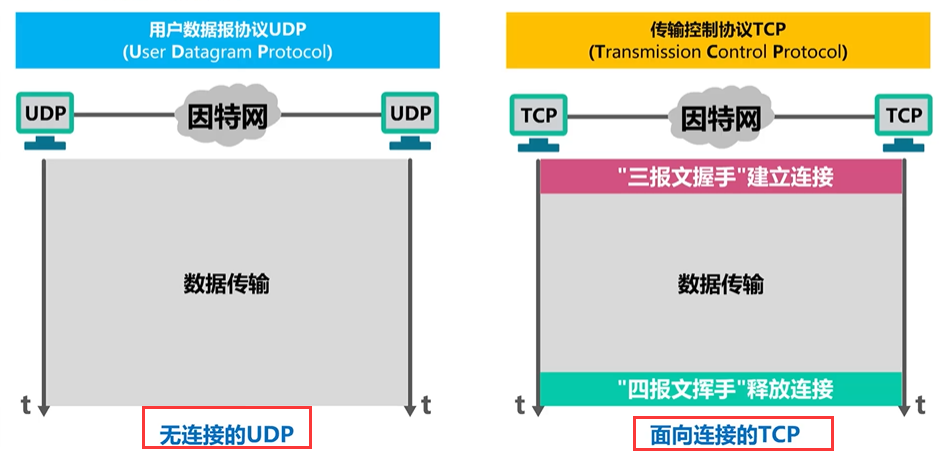 用户数据报协议UDP
(User Datagram Protocol)
UDP
因特网
UDP
数据传输
t
t
无连接的UDP
传输控制协议TCP
(Transmission Control Protocol)
TCP
因特网
TCP
"三报文握手"建立连接
数据传输
"四报文挥手"释放连接
t
t
面向连接的TCP